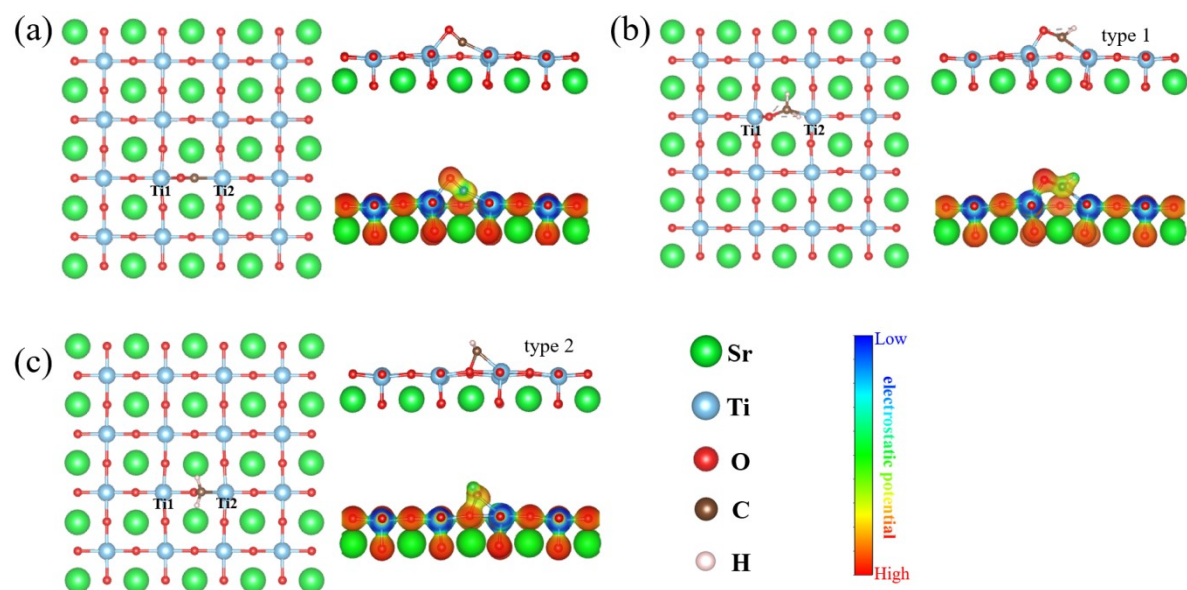 (a)
Ti1 Ti2
(b)
type 1
Ti1 Ti2
(c)
type 2
Ti1 Ti2
Sr
Ti
O
C
H
Low
electrostatic potential
High